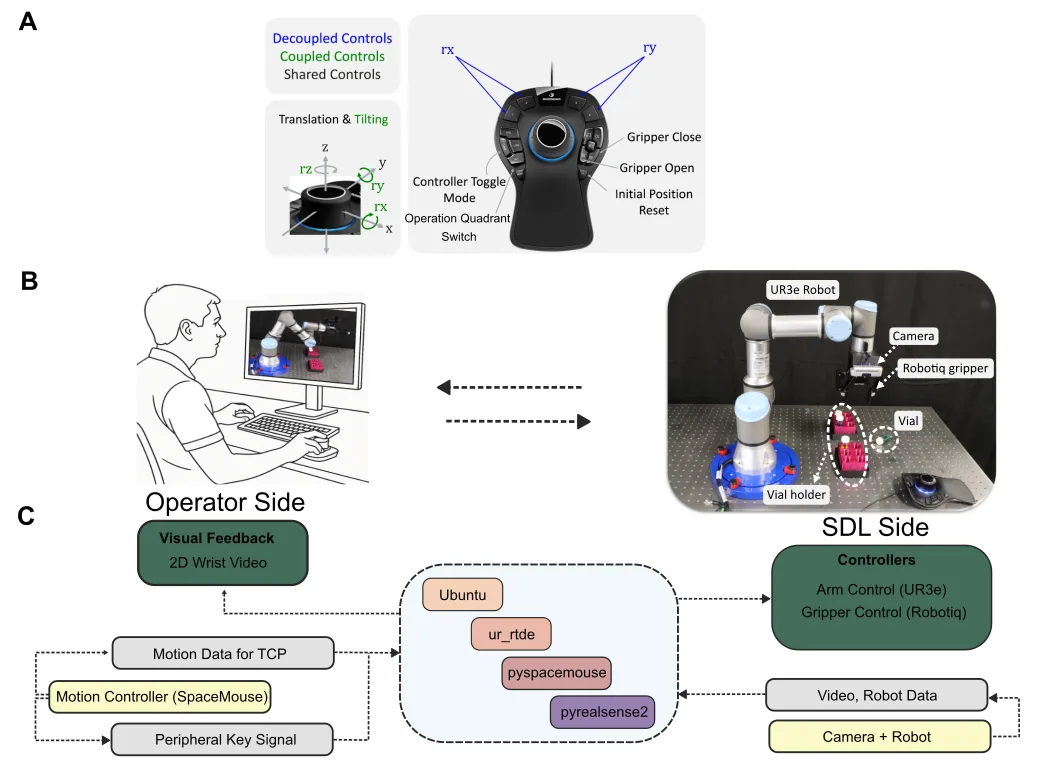 A
Decoupled Controls
Coupled Controls
Shared Controls
Translation & Tilting
z
rz
y
ry
rx
x
rx
ry
Gripper Close
Gripper Open
Initial Position
Reset
Controller Toggle
Mode
Operation Quadrant
Switch
B
UR3e Robot
Camera
Robotiq gripper
Vial
Vial holder
Operator Side
SDL Side
C
Visual Feedback
2D Wrist Video
Motion Data for TCP
Motion Controller (SpaceMouse)
Peripheral Key Signal
Ubuntu
ur_rtde
pyspacemouse
pyrealsense2
Controllers
Arm Control (UR3e)
Gripper Control (Robotiq)
Video, Robot Data
Camera + Robot